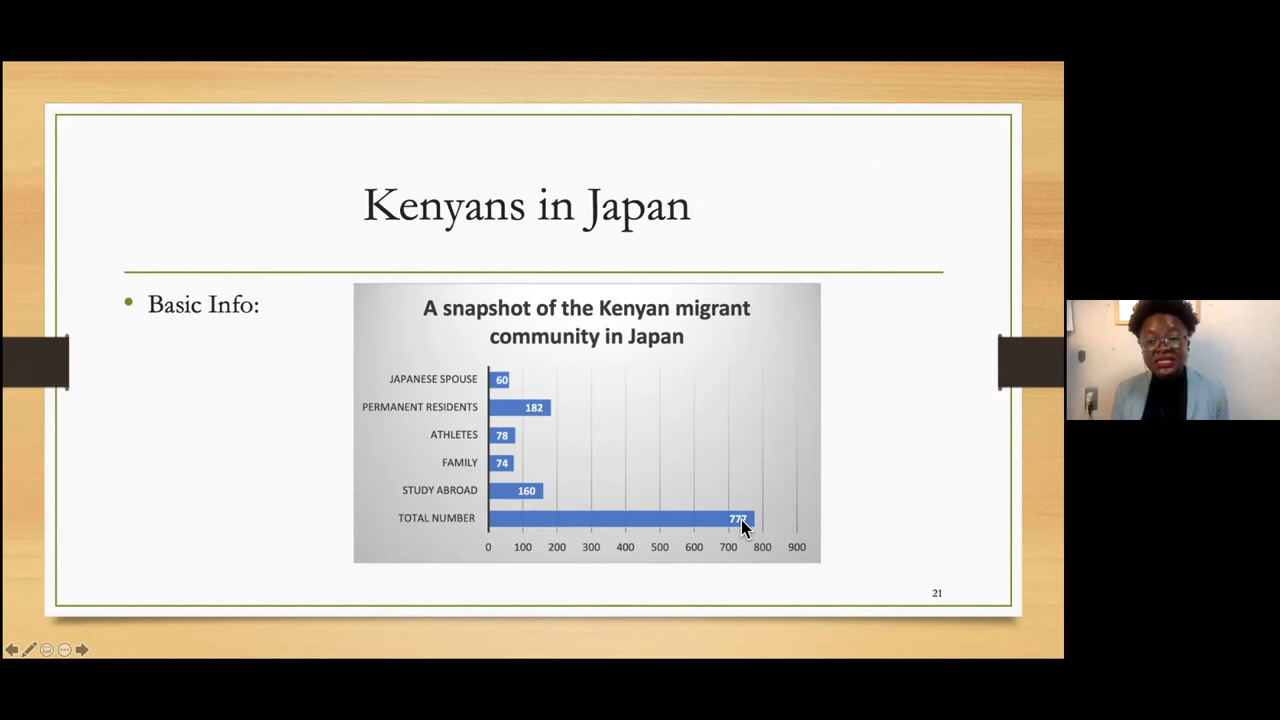 Kenyans in Japan
• Basic Info:
A snapshot of the Kenyan migrant
community in Japan
JAPANESE SPOUSE 60
PERMANENT RESIDENTS 182
ATHLETES 78
FAMILY 74
STUDY ABROAD 160
TOTAL NUMBER 777
0 100 200 300 400 500 600 700 800 900
21